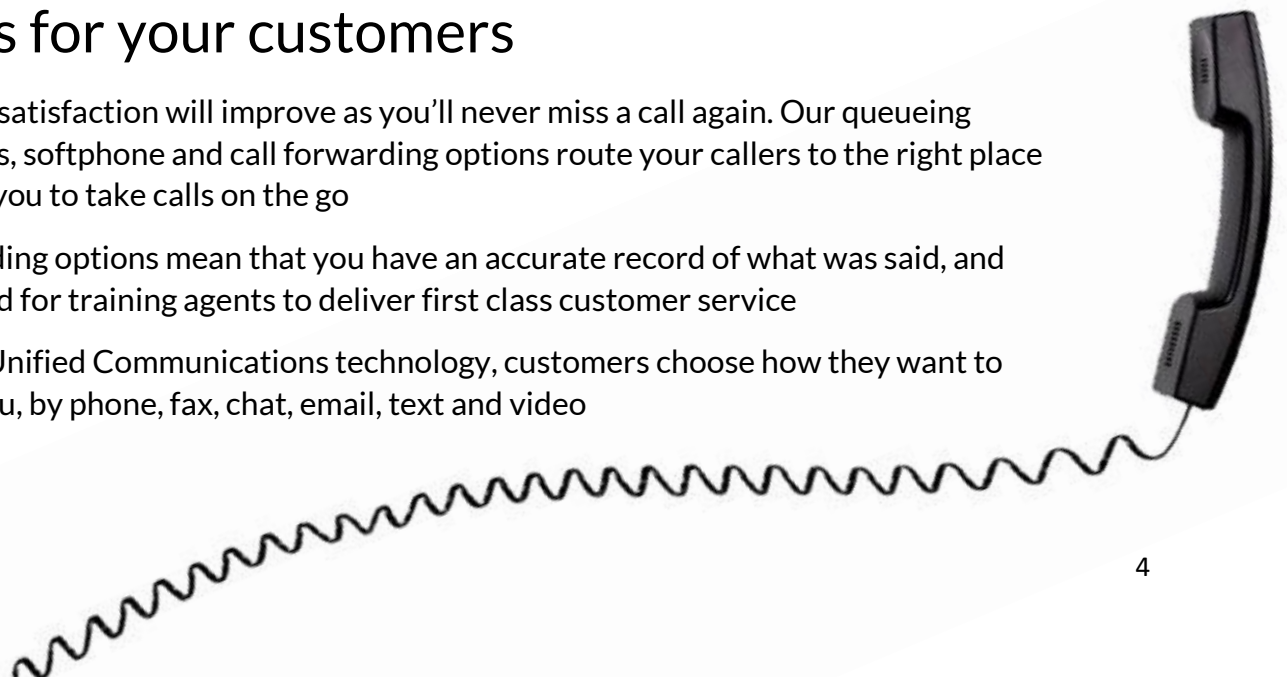 s for your customers
satisfaction will improve as you’ll never miss a call again. Our queueing
s, softphone and call forwarding options route your callers to the right place
you to take calls on the go
ding options mean that you have an accurate record of what was said, and
d for training agents to deliver first class customer service
Unified Communications technology, customers choose how they want to
u, by phone, fax, chat, email, text and video
4